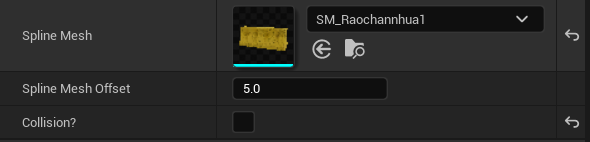 Spline Mesh
SM_Raochannhua1
Spline Mesh Offset
5.0
Collision?